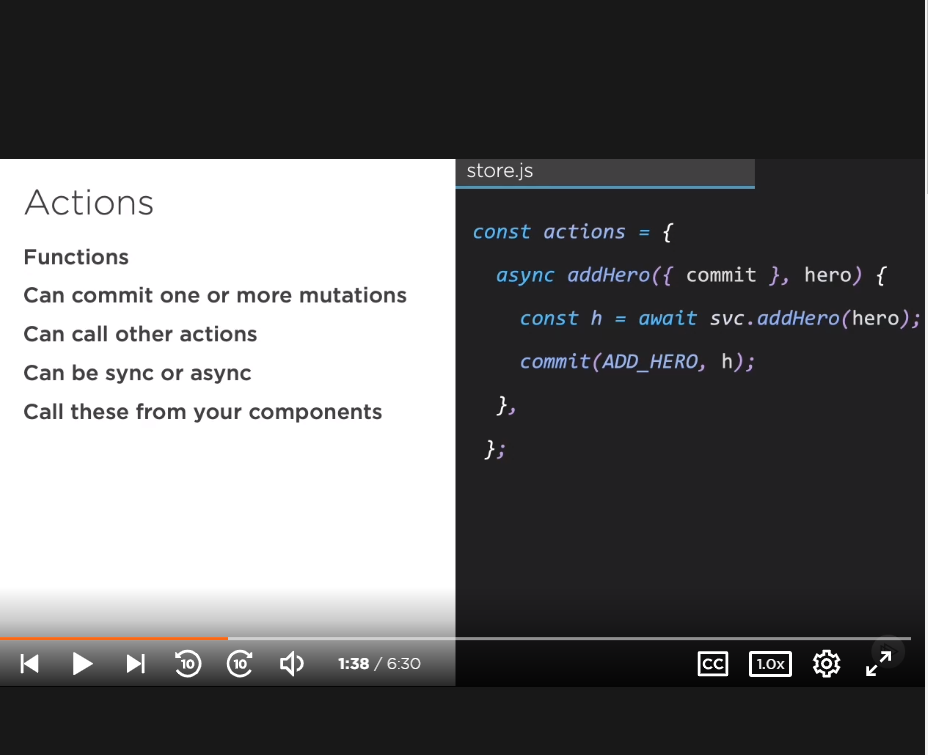 Actions
Functions
Can commit one or more mutations
Can call other actions
Can be sync or async
Call these from your components
store.js
const actions = {
async addHero({ commit }, hero) {
const h = await svc.addHero(hero);
commit(ADD_HERO, h);
},
};
10
10
1:38 / 6:30
CC
1.0x